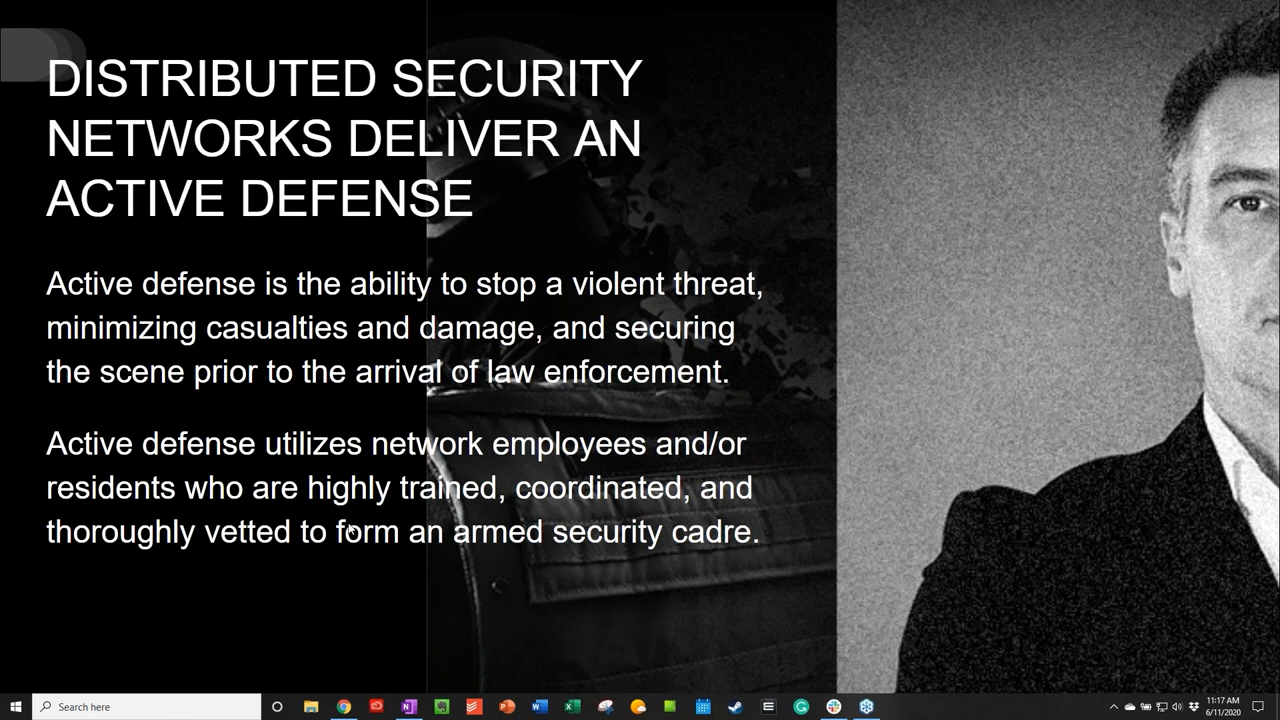 DISTRIBUTED SECURITY
NETWORKS DELIVER AN
ACTIVE DEFENSE
Active defense is the ability to stop a violent threat,
minimizing casualties and damage, and securing
the scene prior to the arrival of law enforcement.
Active defense utilizes network employees and/or
residents who are highly trained, coordinated, and
thoroughly vetted to form an armed security cadre.
Search here
11:17 AM
6/11/2020